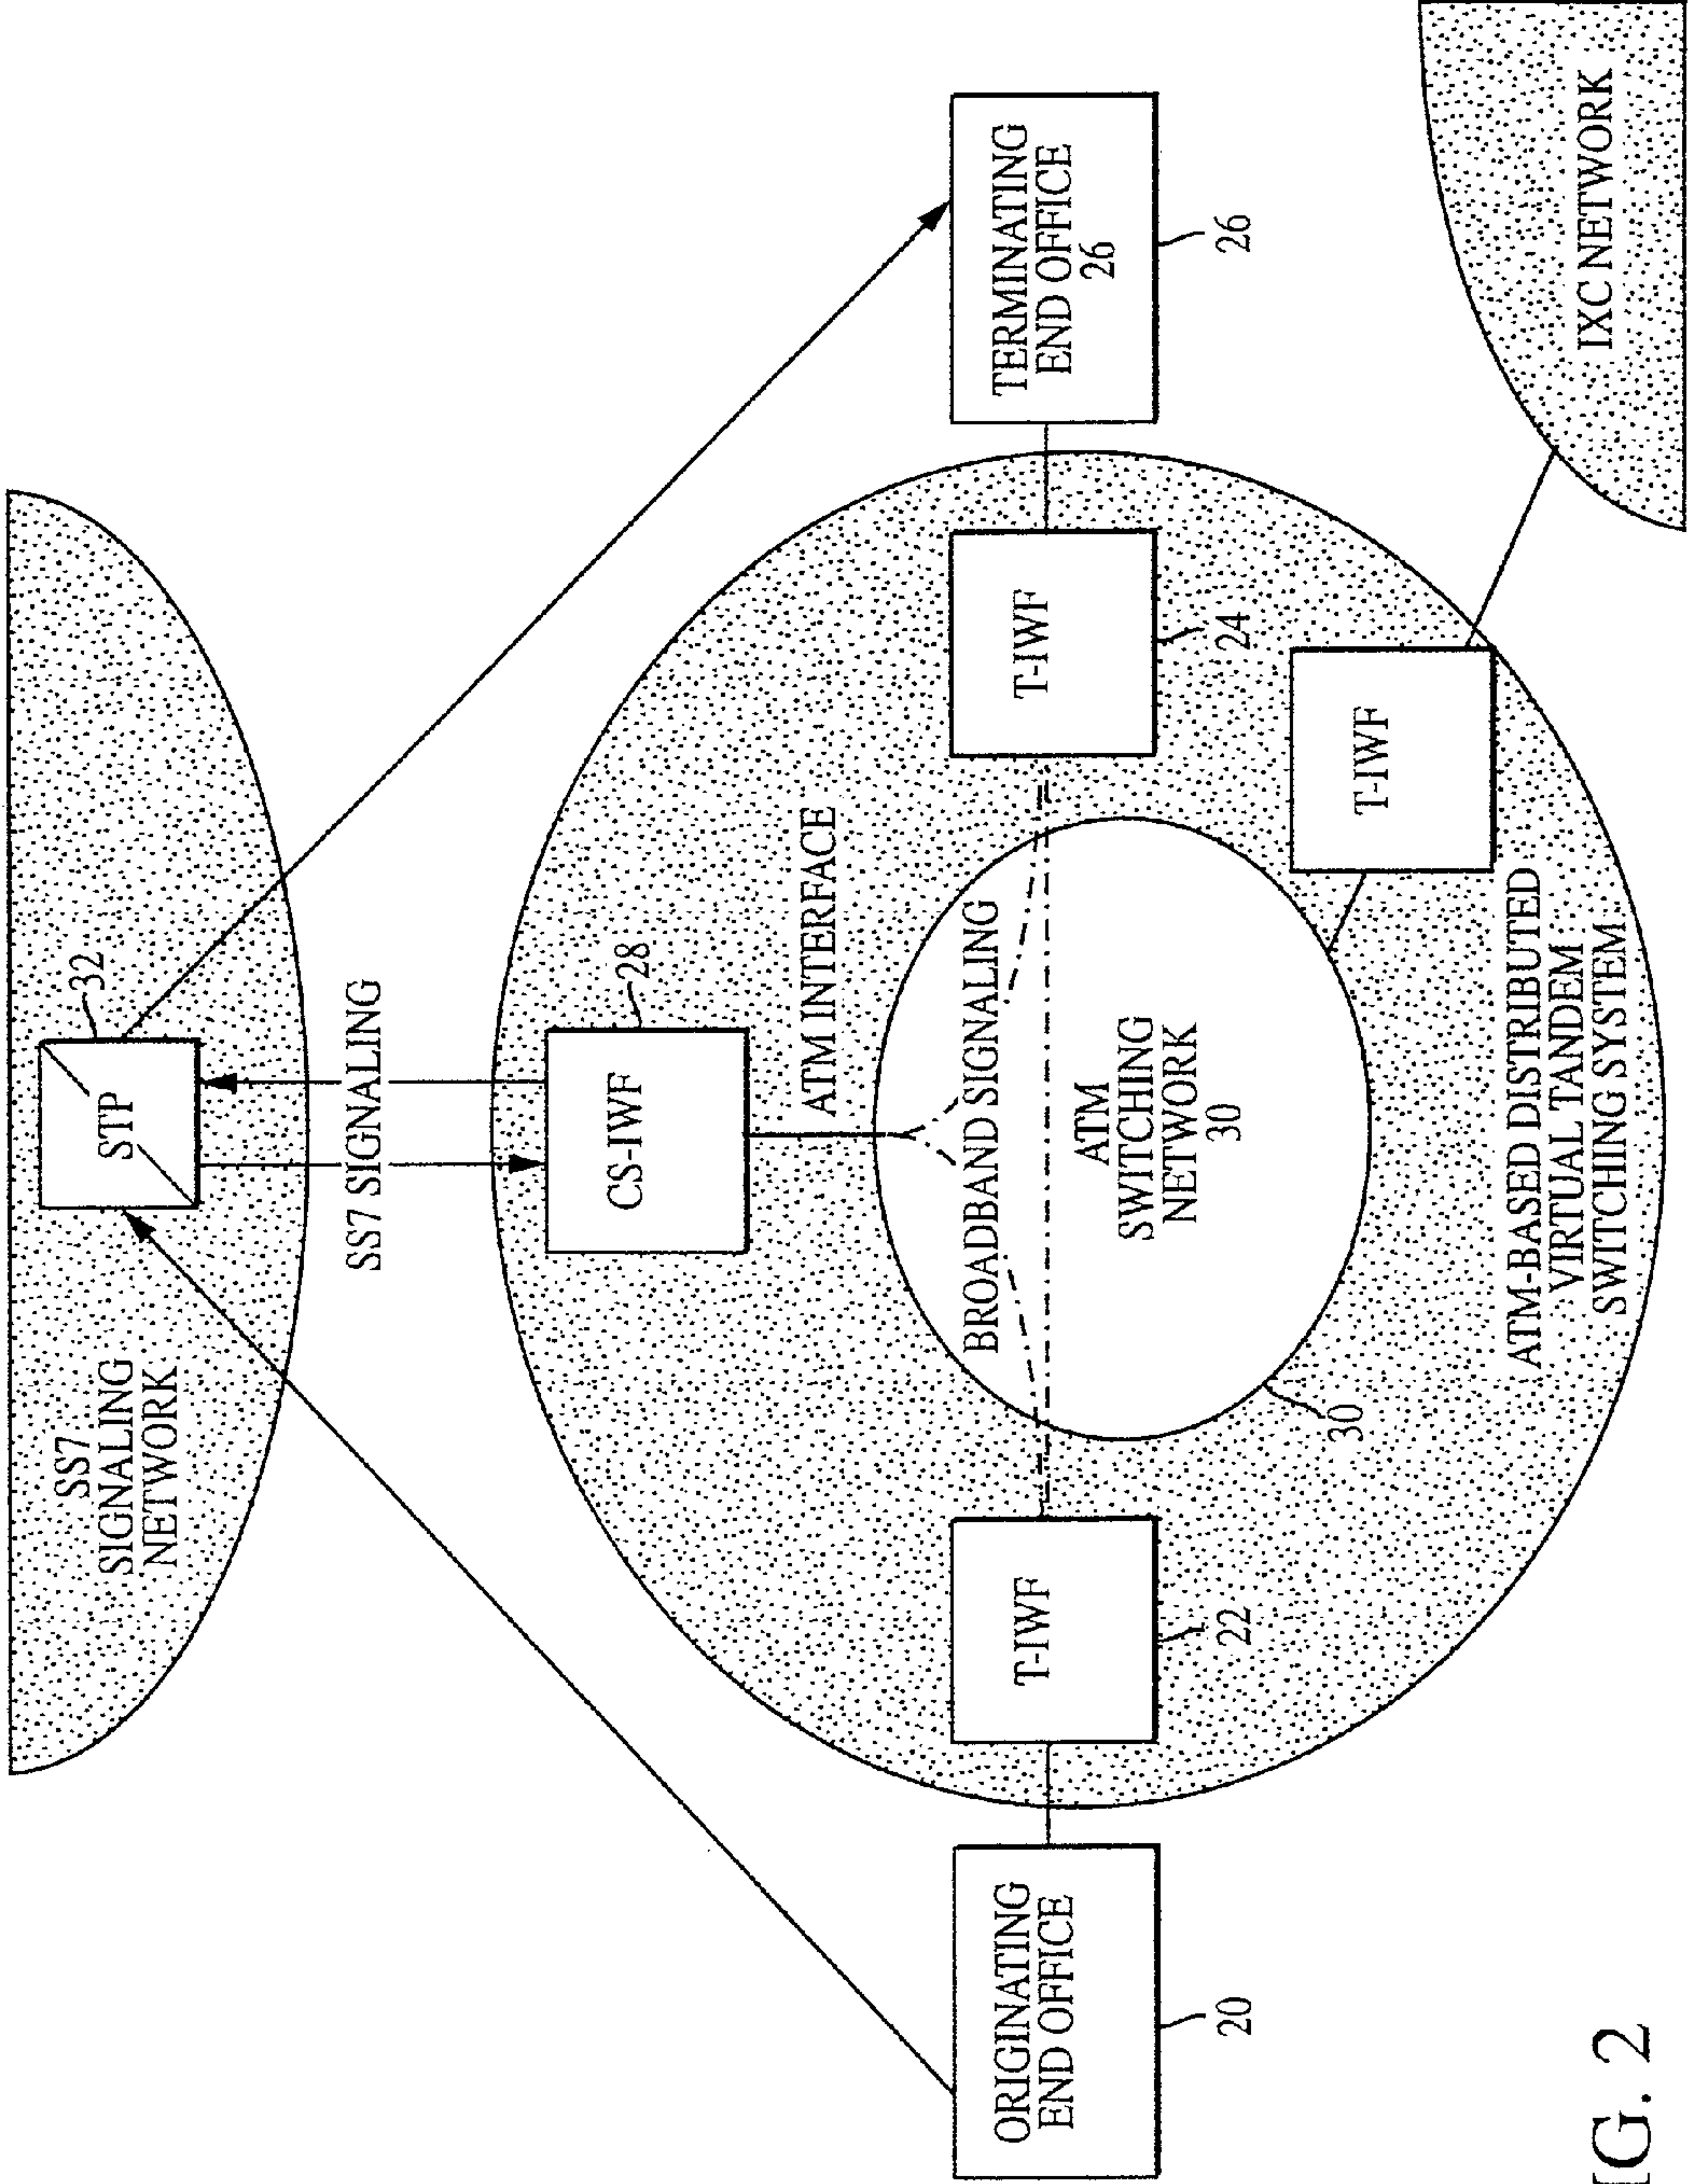 SS7
SIGNALING
NETWORK
STP
32
SS7 SIGNALING
CS-IWF
28
ATM INTERFACE
BROADBAND SIGNALING
ORIGINATING
END OFFICE
20
T-IWF
22
ATM
SWITCHING
NETWORK
30
30
T-IWF
24
TERMINATING
END OFFICE
26
26
T-IWF
ATM-BASED DISTRIBUTED
VIRTUAL TANDEM
SWITCHING SYSTEM
IXC NETWORK
IG. 2